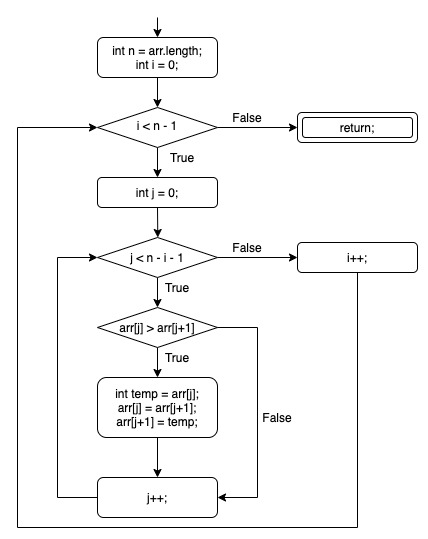 int n = arr.length;
int i = 0;
i < n - 1
False
return;
True
int j = 0;
j < n - i - 1
False
i++;
True
arr[j] > arr[j+1]
True
int temp = arr[j];
arr[j] = arr[j+1];
arr[j+1] = temp;
False
j++;